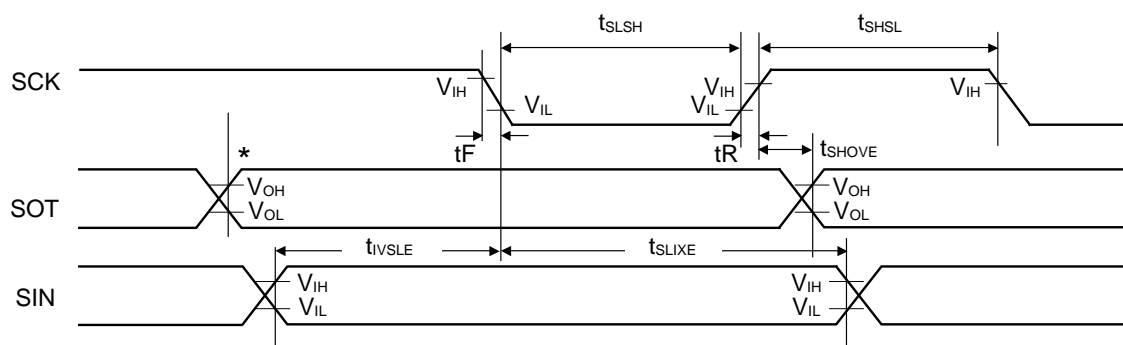 tSLSH
tSHSL
SCK
VIH
VIL
VIH
VIL
VIH
tF
tR
tSHOVE
*
SOT
VOH
VOL
VOH
VOL
tIVSLE
tSLIXE
SIN
VIH
VIL
VIH
VIL